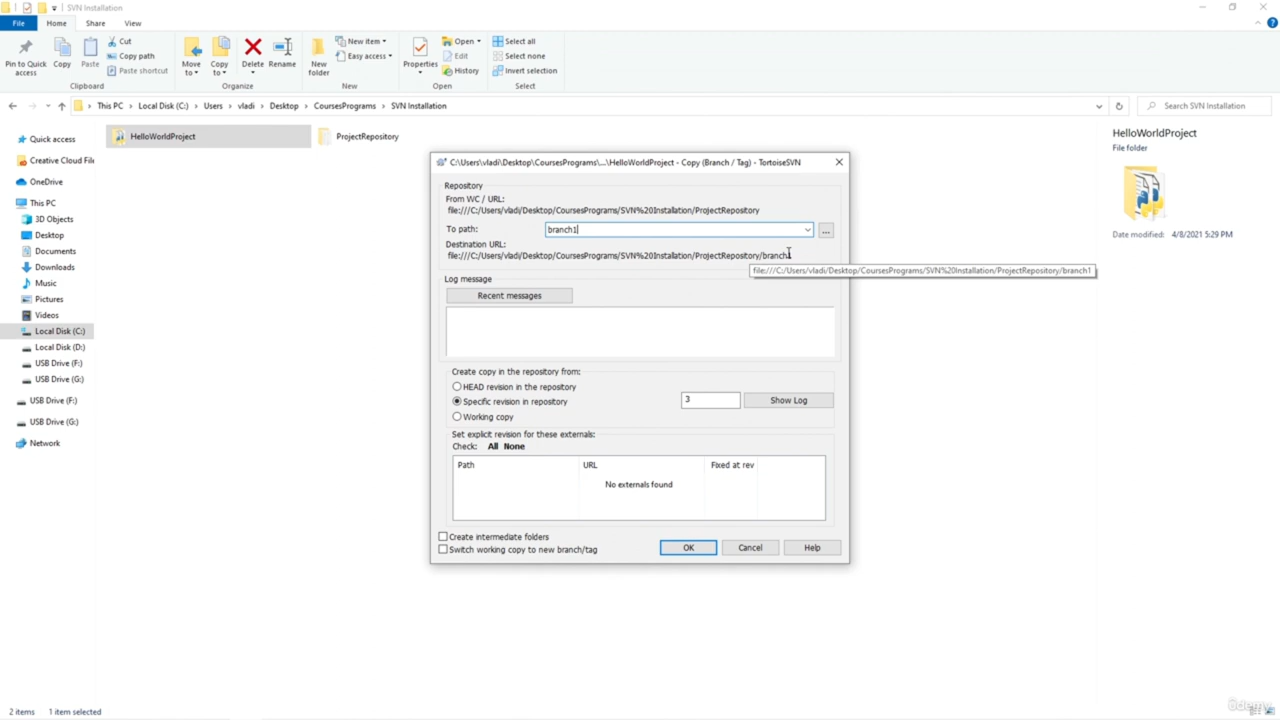 SVN Installation
File Home Share View
Pin to Quick access
Copy
Paste
Cut
Copy path
Paste shortcut
Clipboard
Move to
Copy to
Delete
Rename
Organize
New folder
New item
Easy access
New
Properties
Open
Edit
History
Open
Select all
Select none
Invert selection
Select
This PC > Local Disk (C:) > Users > vladi > Desktop > CoursesPrograms > SVN Installation
Search SVN Installation
Quick access
Creative Cloud File
OneDrive
This PC
3D Objects
Desktop
Documents
Downloads
Music
Pictures
Videos
Local Disk (C:)
Local Disk (D:)
USB Drive (F:)
USB Drive (G:)
USB Drive (F:)
USB Drive (G:)
Network
HelloWorldProject
ProjectRepository
C:\Users\vladi\Desktop\CoursesPrograms\...\HelloWorldProject - Copy (Branch / Tag) - TortoiseSVN
Repository
From WC / URL:
file:///C:/Users/vladi/Desktop/CoursesPrograms/SVN%20Installation/ProjectRepository
To path: branch1 ...
Destination URL:
file:///C:/Users/vladi/Desktop/CoursesPrograms/SVN%20Installation/ProjectRepository/branch1
file:///C:/Users/vladi/Desktop/CoursesPrograms/SVN%20Installation/ProjectRepository/branch1
Log message
Recent messages
Create copy in the repository from:
HEAD revision in the repository
Specific revision in repository 3 Show Log
Working copy
Set explicit revision for these externals:
Check: All None
Path URL Fixed at rev
No externals found
Create intermediate folders
Switch working copy to new branch/tag
OK Cancel Help
HelloWorldProject
File folder
Date modified: 4/8/2021 5:29 PM
2 items 1 item selected
ûdemy